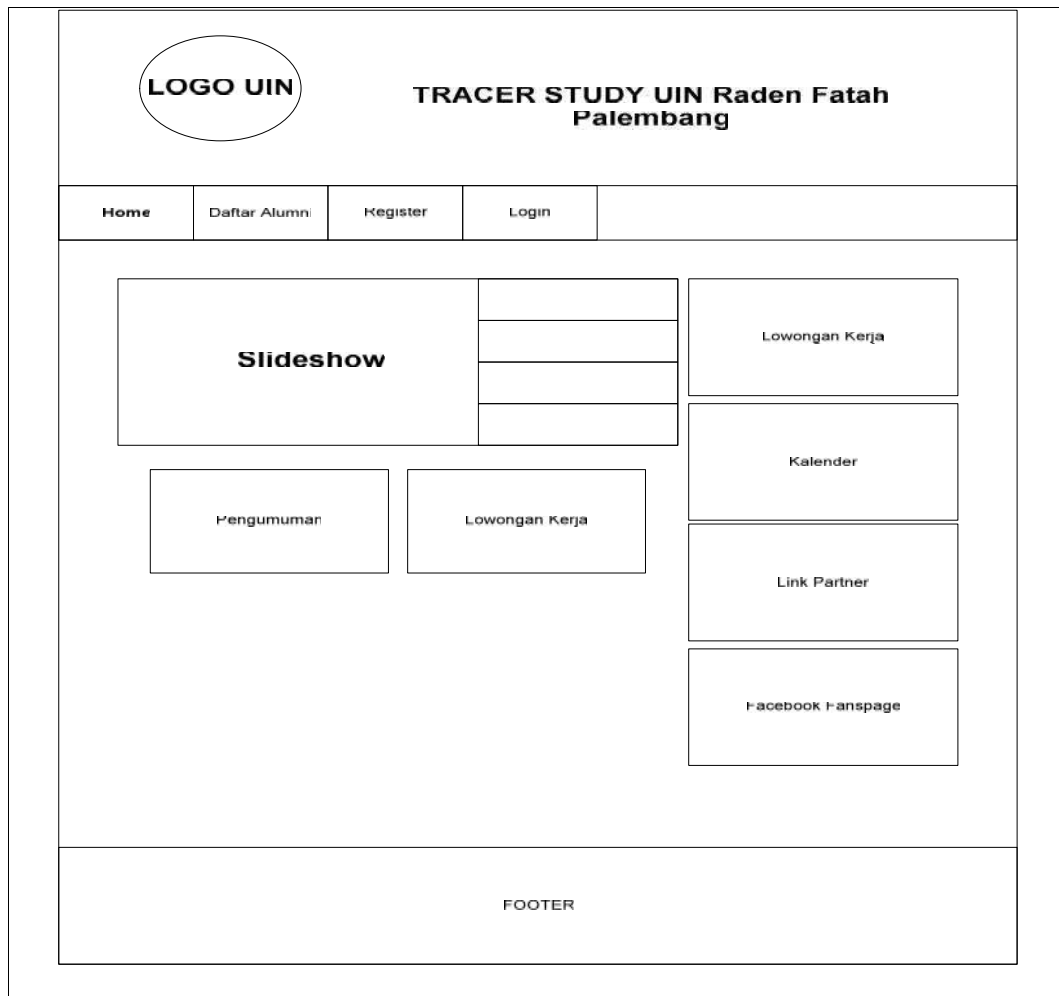 LOGO UIN
TRACER STUDY UIN Raden Fatah
Palembang
Home
Daftar Alumni
Register
Login
Slideshow
Lowongan Kerja
Kalender
Pengumuman
Lowongan Kerja
Link Partner
Facebook Fanspage
FOOTER